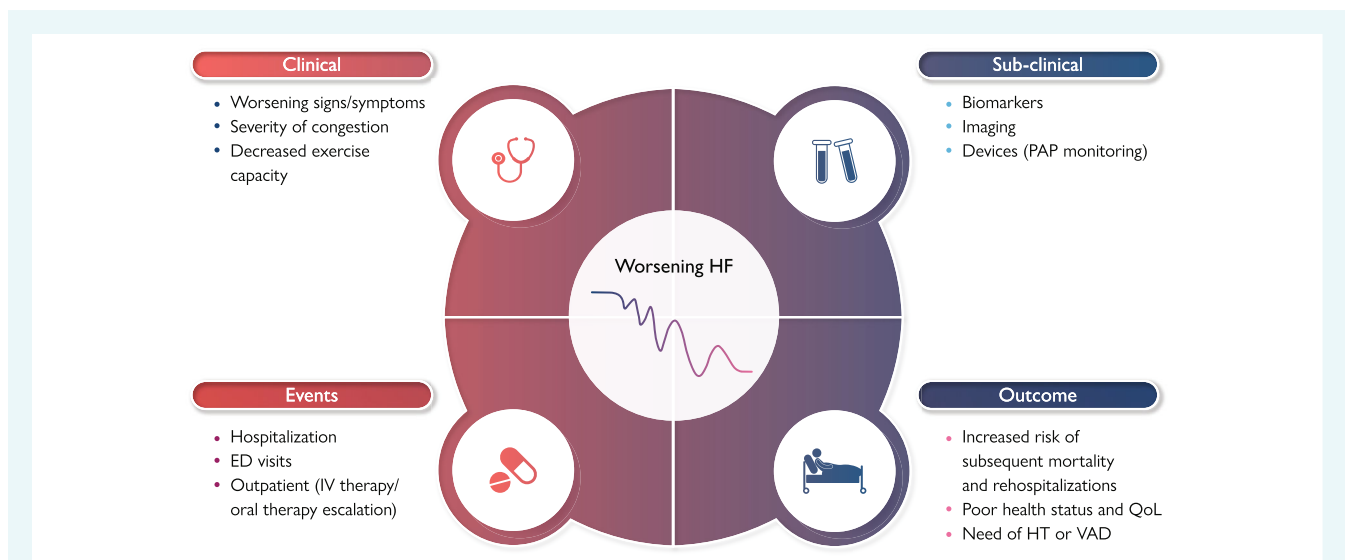 Clinical
Worsening signs/symptoms
Severity of congestion
Decreased exercise
capacity
Sub-clinical
Biomarkers
Imaging
Devices (PAP monitoring)
Worsening HF
Events
Hospitalization
ED visits
Outpatient (IV therapy/
oral therapy escalation)
Outcome
Increased risk of
subsequent mortality
and rehospitalizations
Poor health status and QoL
Need of HT or VAD